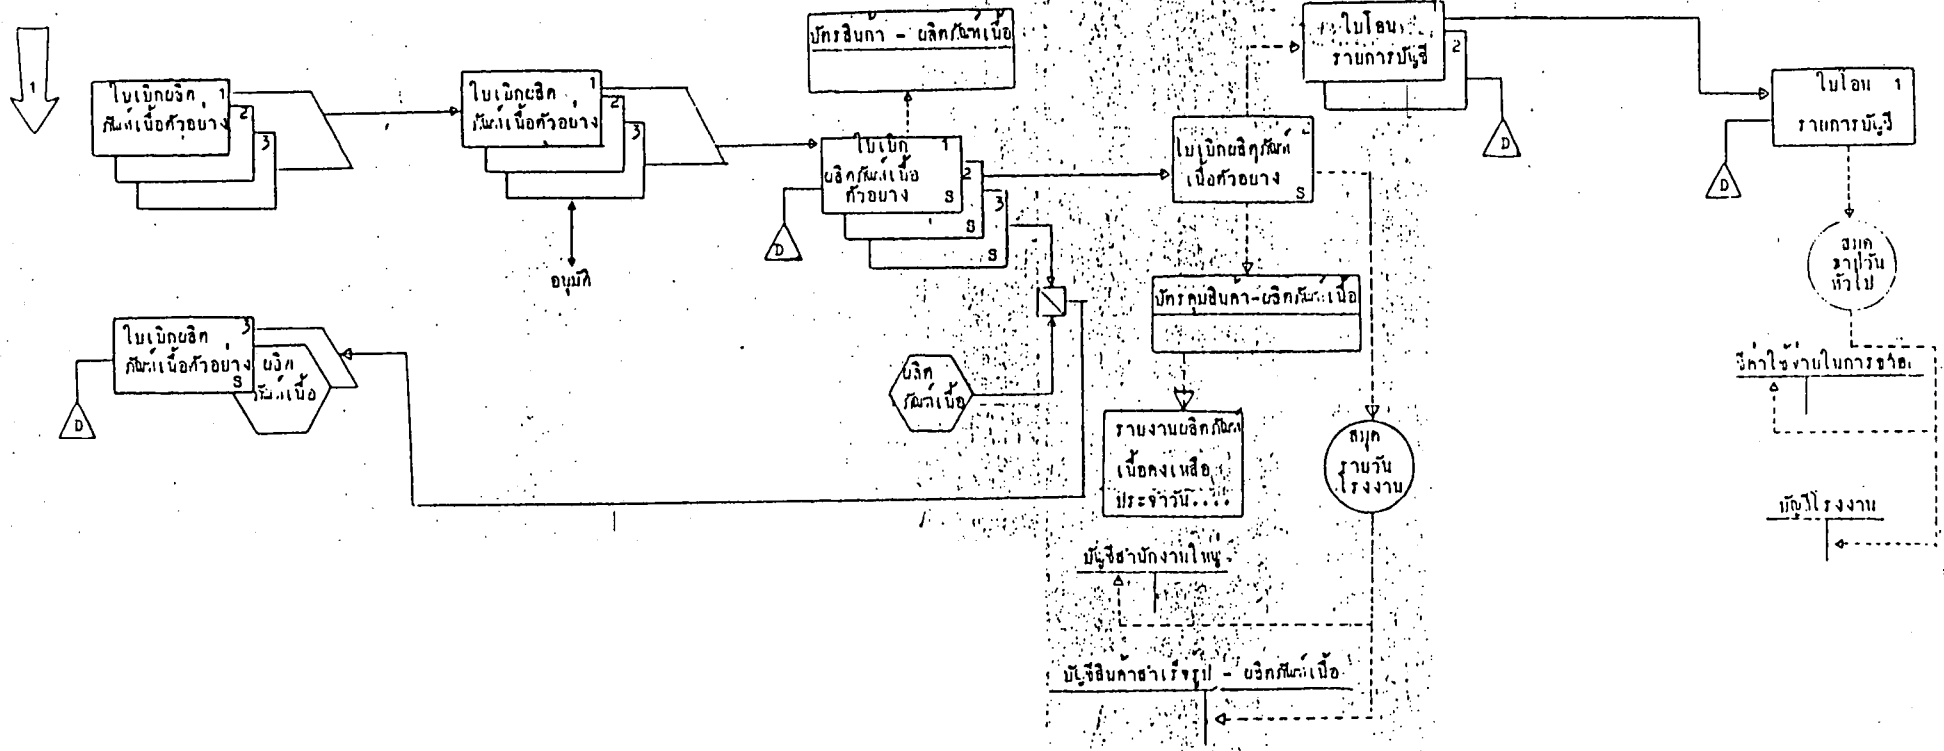 1
ใบเบิกผลิต 1
ภัณฑ์เนื้อตัวอย่าง
2
3
ใบเบิกผลิต 1
ภัณฑ์เนื้อตัวอย่าง
2
3
อนุมัติ
บัตรสินค้า - ผลิตภัณฑ์เนื้อ
ใบเบิก 1
ผลิตภัณฑ์เนื้อ
ตัวอย่าง S
2
S
3
S
D
ใบเบิกผลิตภัณฑ์ 2
เนื้อตัวอย่าง
S
ใบโอน 1
รายการบัญชี
2
D
ใบโอน 1
รายการบัญชี
D
สมุด
รายวัน
ทั่วไป
ใบเบิกผลิต 3
ภัณฑ์เนื้อตัวอย่าง
S
ผลิต
ภัณฑ์เนื้อ
D
ผลิต
ภัณฑ์เนื้อ
บัตรคุมสินค้า-ผลิตภัณฑ์เนื้อ
รายงานผลิตภัณฑ์
เนื้อคงเหลือ
ประจำวัน....
สมุด
รายวัน
โรงงาน
ค่าใช้จ่ายในการขาย
บัญชีโรงงาน
บัญชีสำนักงานใหญ่
บัญชีสินค้าสำเร็จรูป - ผลิตภัณฑ์เนื้อ